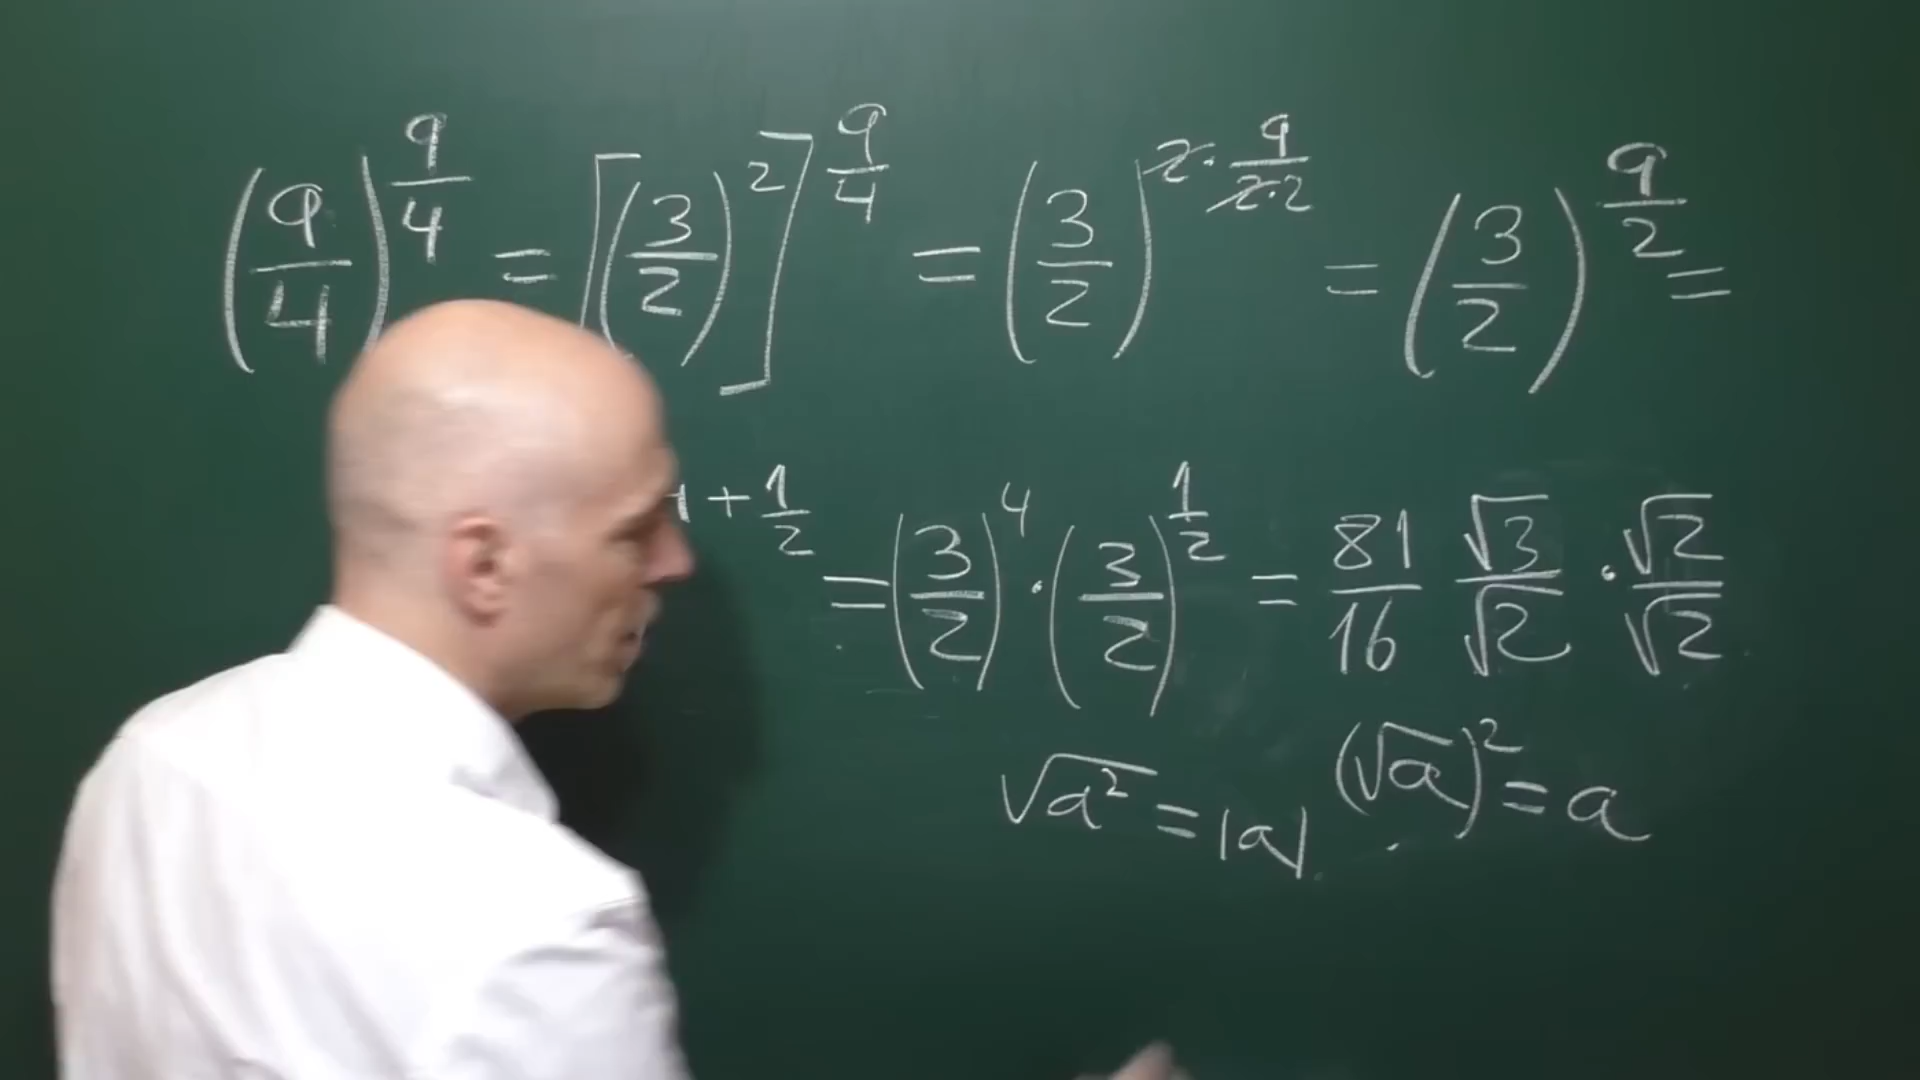 (9/4)^(9/4) = [(3/2)^2]^(9/4) = (3/2)^(2·9/(2·2)) = (3/2)^(9/2) =
+ 1/2 = (3/2)^4 · (3/2)^(1/2) = 81/16 √3/√2 · √2/√2
√a² = |a| (√a)² = a